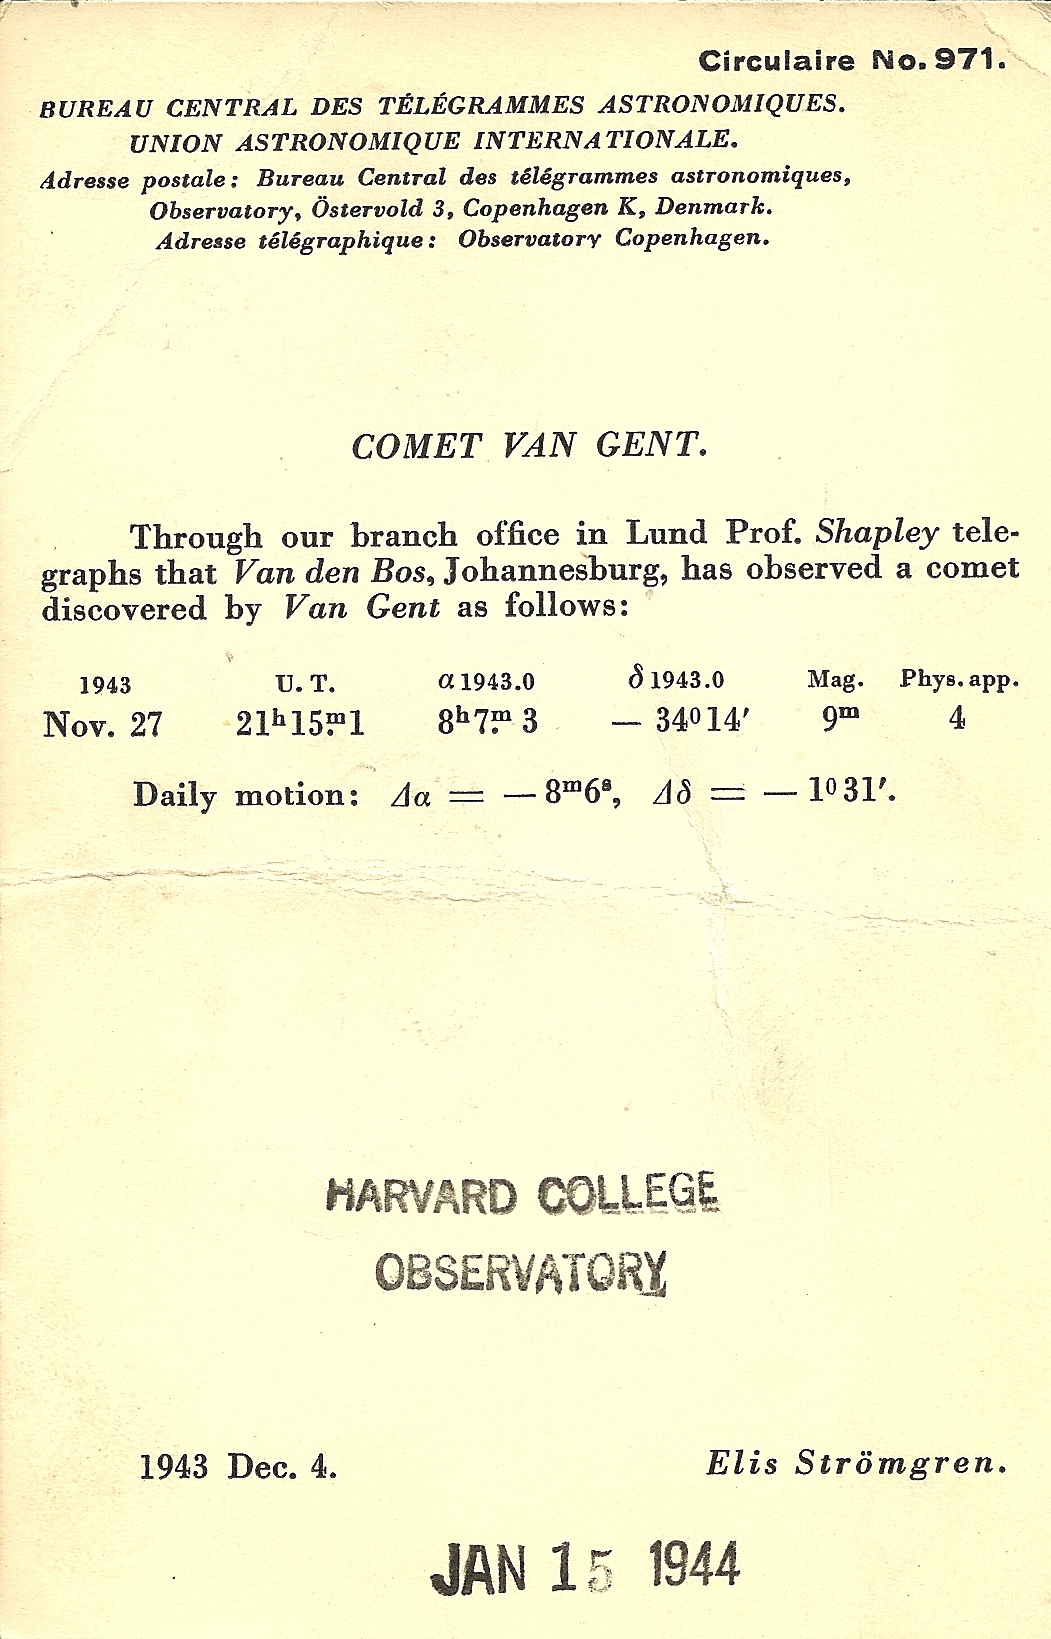 Circulaire No. 971.
BUREAU CENTRAL DES TÉLÉGRAMMES ASTRONOMIQUES.
UNION ASTRONOMIQUE INTERNATIONALE.
Adresse postale: Bureau Central des télégrammes astronomiques,
Observatory, Östervold 3, Copenhagen K, Denmark.
Adresse télégraphique: Observatory Copenhagen.
COMET VAN GENT.
Through our branch office in Lund Prof. Shapley tele-
graphs that Van den Bos, Johannesburg, has observed a comet
discovered by Van Gent as follows:
1943 U. T. α 1943.0 δ 1943.0 Mag. Phys. app.
Nov. 27 21ʰ15ᵐ.1 8ʰ7ᵐ.3 — 34⁰14′ 9ᵐ 4
Daily motion: Δα = — 8ᵐ6ˢ, Δδ = — 1⁰31′.
HARVARD COLLEGE
OBSERVATORY
1943 Dec. 4. Elis Strömgren.
JAN 15 1944